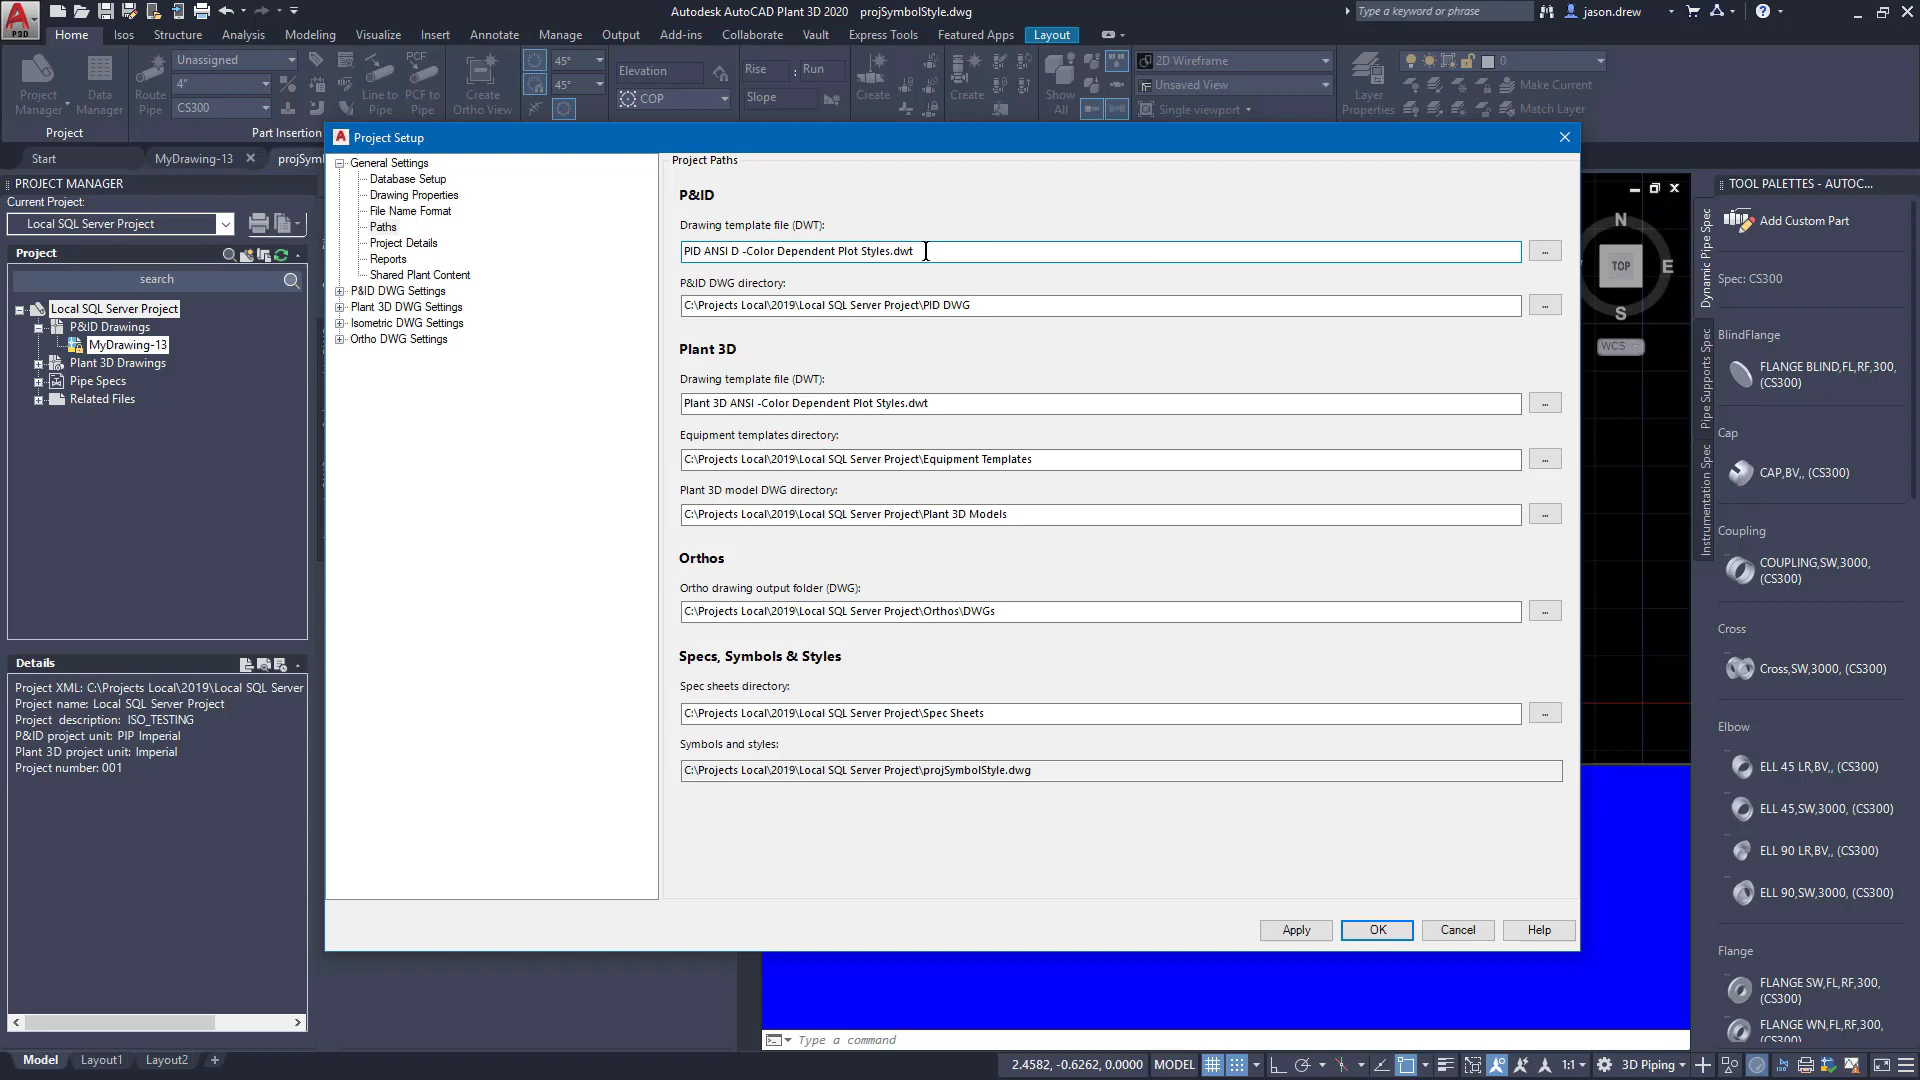 Autodesk AutoCAD Plant 3D 2020 projSymbolStyle.dwg
Type a keyword or phrase
jason.drew
P3D
Home Isos Structure Analysis Modeling Visualize Insert Annotate Manage Output Add-ins Collaborate Vault Express Tools Featured Apps Layout
Project Manager
Data Manager
Route Pipe
Unassigned
4"
CS300
Line to Pipe
PCF
PCF to Pipe
Create Ortho View
45°
45°
Elevation
COP
Rise : Run
Slope
Create
Create
Show All
2D Wireframe
Unsaved View
Single viewport
Layer Properties
0
Make Current
Match Layer
Project
Part Insertion
Start
MyDrawing-13
projSym
PROJECT MANAGER
Current Project:
Local SQL Server Project
Project
search
Local SQL Server Project
P&ID Drawings
MyDrawing-13
Plant 3D Drawings
Pipe Specs
Related Files
Details
Project XML: C:\Projects Local\2019\Local SQL Server
Project name: Local SQL Server Project
Project description: ISO_TESTING
P&ID project unit: PIP Imperial
Plant 3D project unit: Imperial
Project number: 001
Project Setup
General Settings
Database Setup
Drawing Properties
File Name Format
Paths
Project Details
Reports
Shared Plant Content
P&ID DWG Settings
Plant 3D DWG Settings
Isometric DWG Settings
Ortho DWG Settings
Project Paths
P&ID
Drawing template file (DWT):
PID ANSI D -Color Dependent Plot Styles.dwt
...
P&ID DWG directory:
C:\Projects Local\2019\Local SQL Server Project\PID DWG
...
Plant 3D
Drawing template file (DWT):
Plant 3D ANSI -Color Dependent Plot Styles.dwt
...
Equipment templates directory:
C:\Projects Local\2019\Local SQL Server Project\Equipment Templates
...
Plant 3D model DWG directory:
C:\Projects Local\2019\Local SQL Server Project\Plant 3D Models
...
Orthos
Ortho drawing output folder (DWG):
C:\Projects Local\2019\Local SQL Server Project\Orthos\DWGs
...
Specs, Symbols & Styles
Spec sheets directory:
C:\Projects Local\2019\Local SQL Server Project\Spec Sheets
...
Symbols and styles:
C:\Projects Local\2019\Local SQL Server Project\projSymbolStyle.dwg
Apply OK Cancel Help
N
TOP
E
S
WCS
TOOL PALETTES - AUTOC...
Dynamic Pipe Spec
Pipe Supports Spec
Instrumentation Spec
Add Custom Part
Spec: CS300
BlindFlange
FLANGE BLIND,FL,RF,300,
(CS300)
Cap
CAP,BV,, (CS300)
Coupling
COUPLING,SW,3000,
(CS300)
Cross
Cross,SW,3000, (CS300)
Elbow
ELL 45 LR,BV,, (CS300)
ELL 45,SW,3000, (CS300)
ELL 90 LR,BV,, (CS300)
ELL 90,SW,3000, (CS300)
Flange
FLANGE SW,FL,RF,300,
(CS300)
FLANGE WN,FL,RF,300,
(CS300)
Type a command
Model Layout1 Layout2 +
2.4582, -0.6262, 0.0000 MODEL
1:1
3D Piping